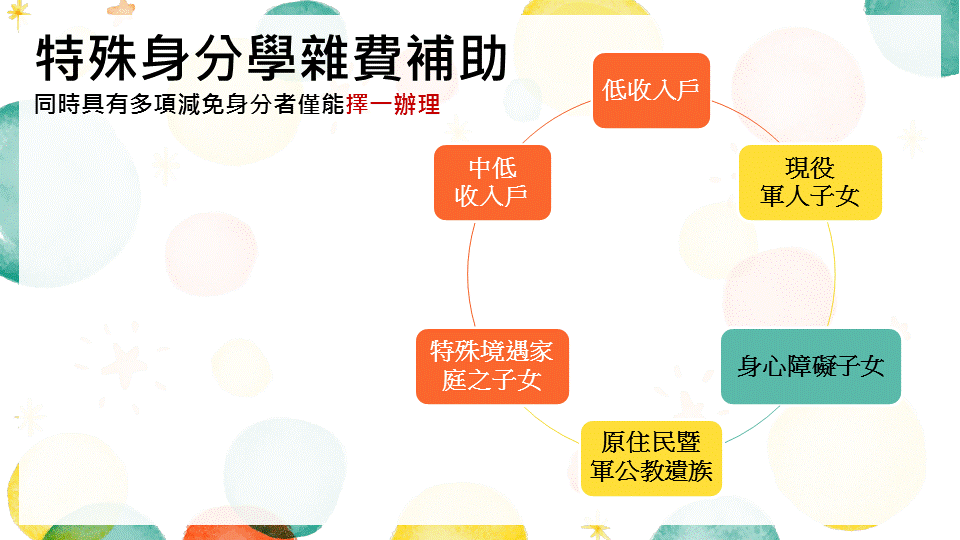 特殊身分學雜費補助
同時具有多項減免身分者僅能擇一辦理
低收入戶
現役
軍人子女
身心障礙子女
原住民暨
軍公教遺族
特殊境遇家
庭之子女
中低
收入戶